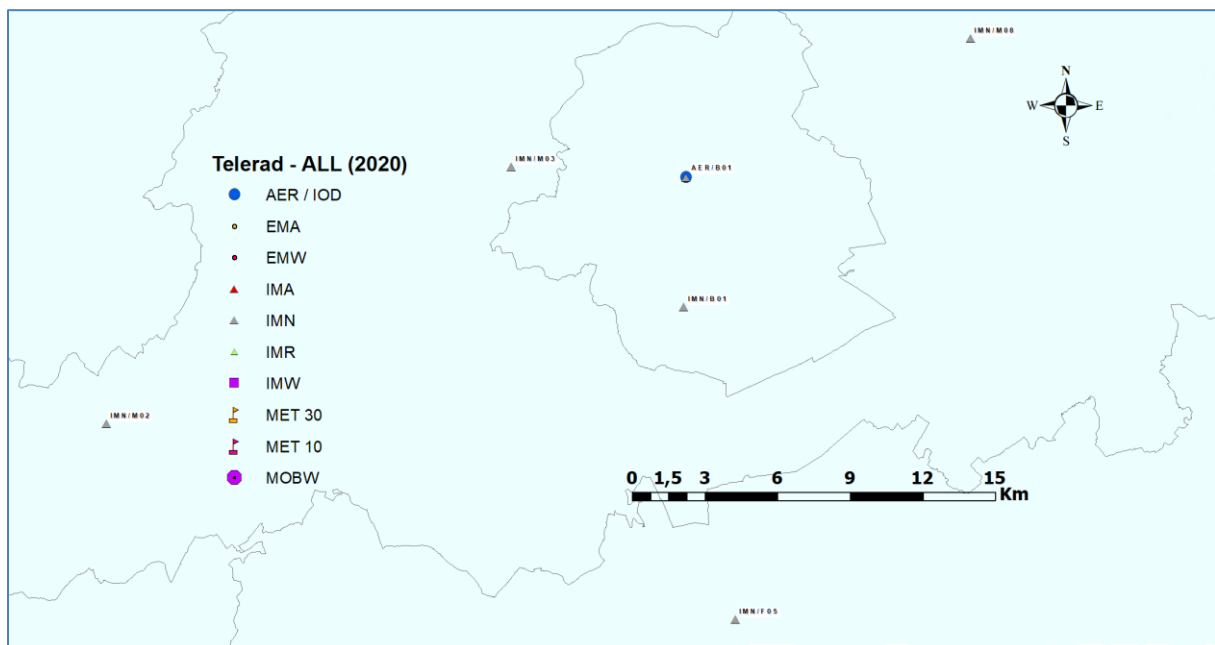 IMN/M08
N
W E
S
IMN/M03
AER/B01
Telerad - ALL (2020)
AER / IOD
EMA
EMW
IMA
IMN
IMR
IMW
MET 30
MET 10
MOBW
IMN/B01
IMN/M02
0 1,5 3 6 9 12 15
Km
IMN/F05